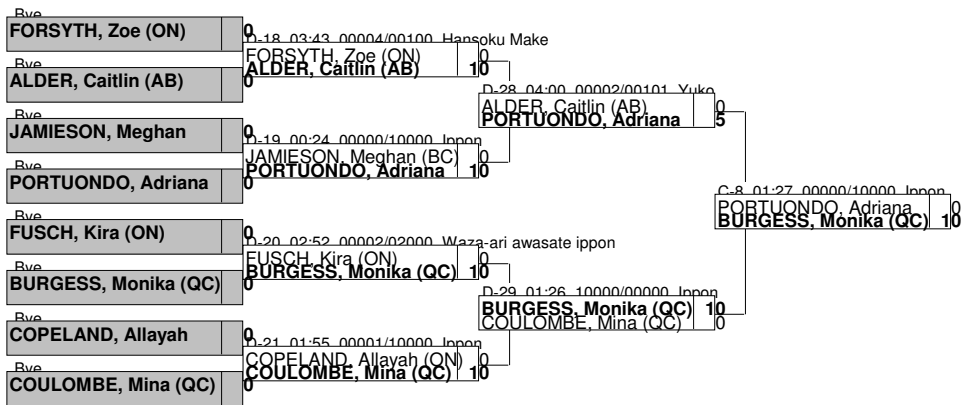 Bye
FORSYTH, Zoe (ON) 0
Bye
ALDER, Caitlin (AB) 0
Bye
JAMIESON, Meghan 0
Bye
PORTUONDO, Adriana 0
Bye
FUSCH, Kira (ON) 0
Bye
BURGESS, Monika (QC) 0
Bye
COPELAND, Allayah 0
Bye
COULOMBE, Mina (QC) 0
D-18 03:43 00004/00100 Hansoku Make
FORSYTH, Zoe (ON) 0
ALDER, Caitlin (AB) 10
D-19 00:24 00000/10000 Ippon
JAMIESON, Meghan (BC) 0
PORTUONDO, Adriana 10
D-20 02:52 00002/02000 Waza-ari awasate ippon
FUSCH, Kira (ON) 0
BURGESS, Monika (QC) 10
D-21 01:55 00001/10000 Ippon
COPELAND, Allayah (ON) 0
COULOMBE, Mina (QC) 10
D-28 04:00 00002/00101 Yuko
ALDER, Caitlin (AB) 0
PORTUONDO, Adriana 5
D-29 01:26 10000/00000 Ippon
BURGESS, Monika (QC) 10
COULOMBE, Mina (QC) 0
C-8 01:27 00000/10000 Ippon
PORTUONDO, Adriana 0
BURGESS, Monika (QC) 10